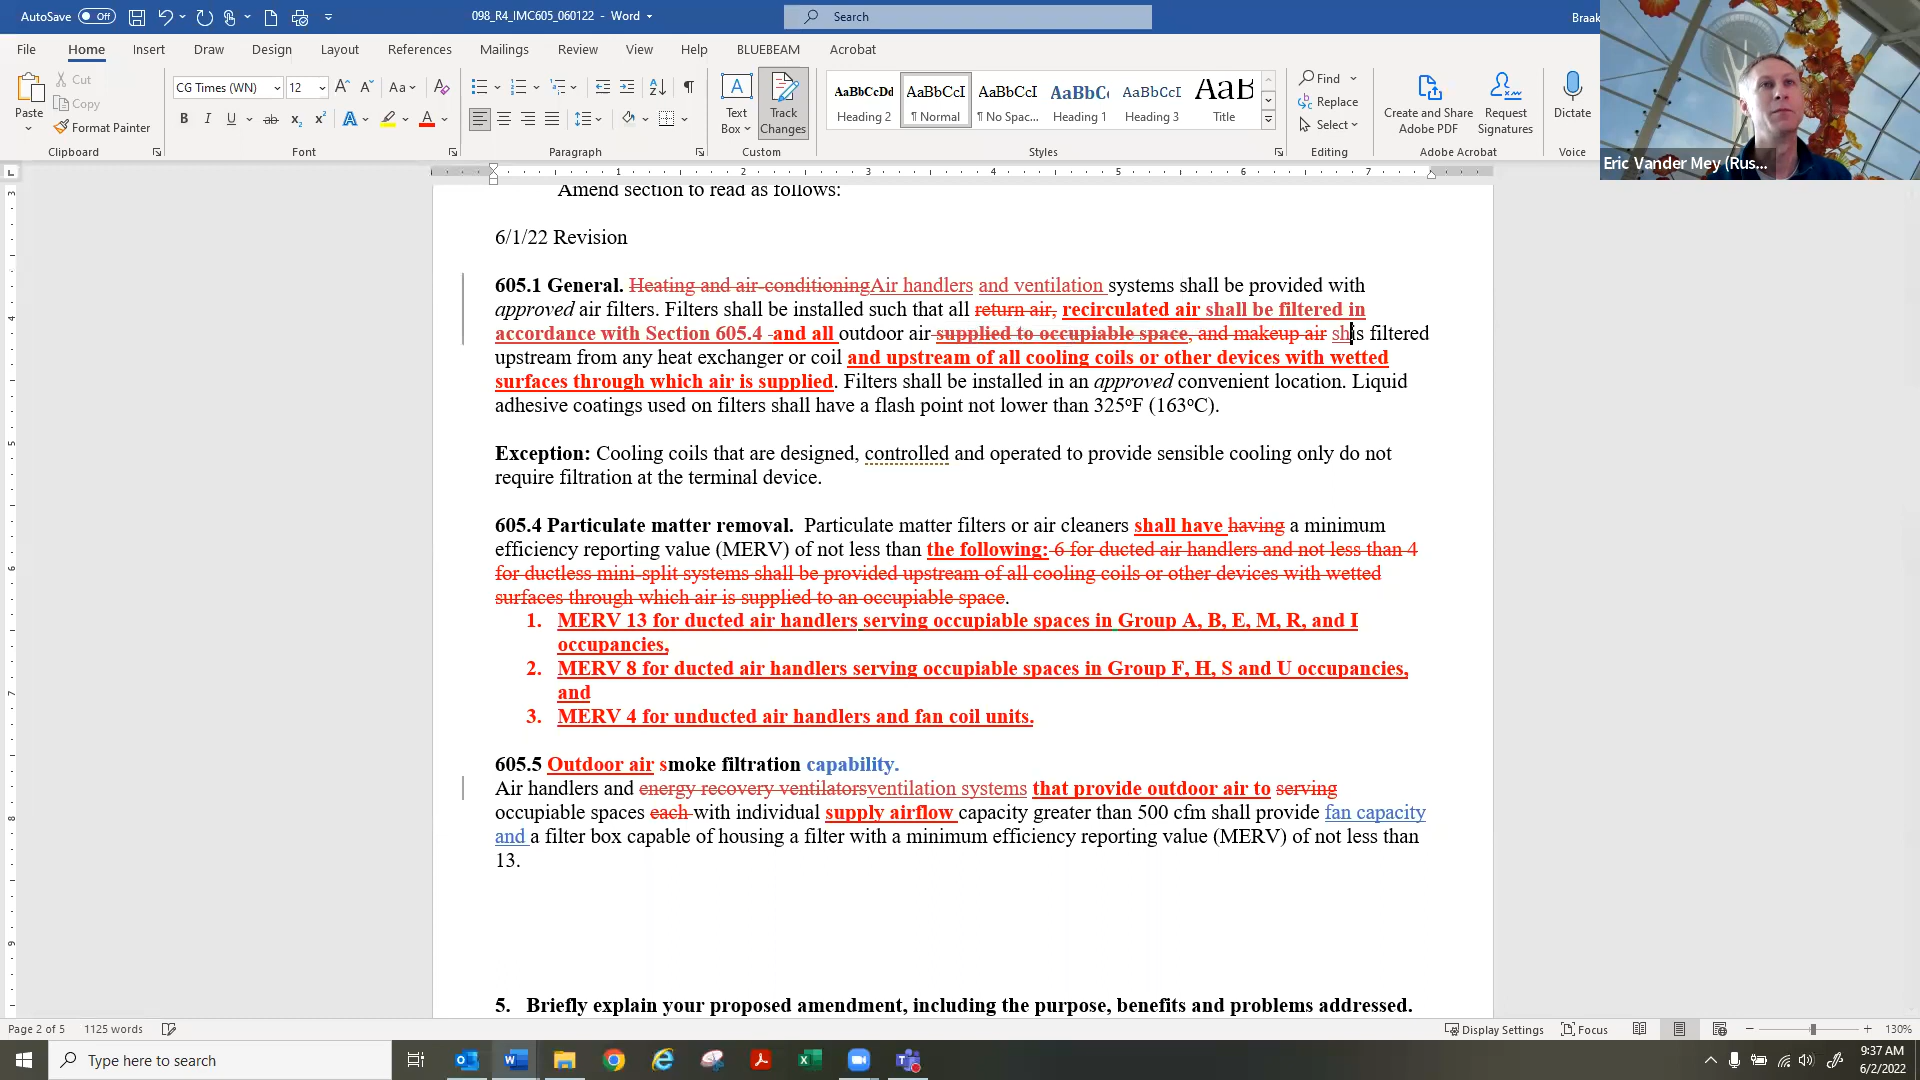 AutoSave Off 098_R4_IMC605_060122 - Word Search Braak
File Home Insert Draw Design Layout References Mailings Review View Help BLUEBEAM Acrobat
Paste Cut Copy Format Painter
CG Times (WN) 12
Text Box Track Changes
AaBbCcDd AaBbCcI AaBbCcI AaBbC AaBbCcI AaB
Heading 2 ¶ Normal ¶ No Spac... Heading 1 Heading 3 Title
Find Replace Select
Create and Share Adobe PDF Request Signatures Dictate
Clipboard Font Paragraph Custom Styles Editing Adobe Acrobat Voice
Eric Vander Mey (Rus...
Amend section to read as follows:
6/1/22 Revision
605.1 General. Heating and air-conditioningAir handlers and ventilation systems shall be provided with
approved air filters. Filters shall be installed such that all return air, recirculated air shall be filtered in
accordance with Section 605.4 -and all outdoor air supplied to occupiable space, and makeup air shis filtered
upstream from any heat exchanger or coil and upstream of all cooling coils or other devices with wetted
surfaces through which air is supplied. Filters shall be installed in an approved convenient location. Liquid
adhesive coatings used on filters shall have a flash point not lower than 325ºF (163ºC).
Exception: Cooling coils that are designed, controlled and operated to provide sensible cooling only do not
require filtration at the terminal device.
605.4 Particulate matter removal. Particulate matter filters or air cleaners shall have having a minimum
efficiency reporting value (MERV) of not less than the following: 6 for ducted air handlers and not less than 4
for ductless mini-split systems shall be provided upstream of all cooling coils or other devices with wetted
surfaces through which air is supplied to an occupiable space.
1. MERV 13 for ducted air handlers serving occupiable spaces in Group A, B, E, M, R, and I
occupancies,
2. MERV 8 for ducted air handlers serving occupiable spaces in Group F, H, S and U occupancies,
and
3. MERV 4 for unducted air handlers and fan coil units.
605.5 Outdoor air smoke filtration capability.
Air handlers and energy recovery ventilatorsventilation systems that provide outdoor air to serving
occupiable spaces each with individual supply airflow capacity greater than 500 cfm shall provide fan capacity
and a filter box capable of housing a filter with a minimum efficiency reporting value (MERV) of not less than
13.
5. Briefly explain your proposed amendment, including the purpose, benefits and problems addressed.
Page 2 of 5 1125 words Display Settings Focus 130%
Type here to search 9:37 AM
6/2/2022